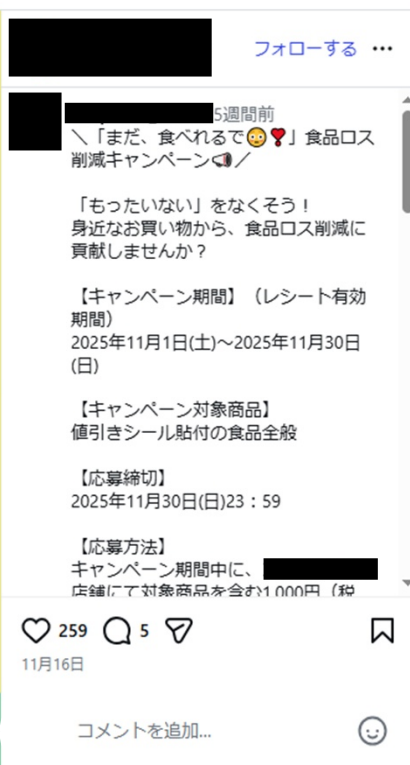 フォローする
5週間前
＼「まだ、食べれるで😳❣️」食品ロス
削減キャンペーン📣／
「もったいない」をなくそう！
身近なお買い物から、食品ロス削減に
貢献しませんか？
【キャンペーン期間】（レシート有効
期間）
2025年11月1日(土)～2025年11月30日
(日)
【キャンペーン対象商品】
値引きシール貼付の食品全般
【応募締切】
2025年11月30日(日)23：59
【応募方法】
キャンペーン期間中に、
店舗にて対象商品を含む1,000円（税
259 5
11月16日
コメントを追加...